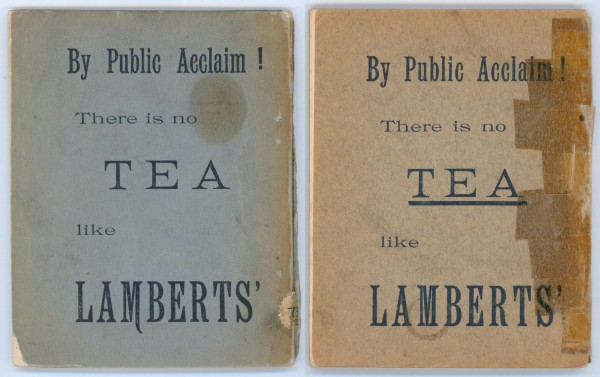 By Public Acclaim !
There is no
TEA
like
LAMBERTS'
By Public Acclaim !
There is no
TEA
like
LAMBERTS'